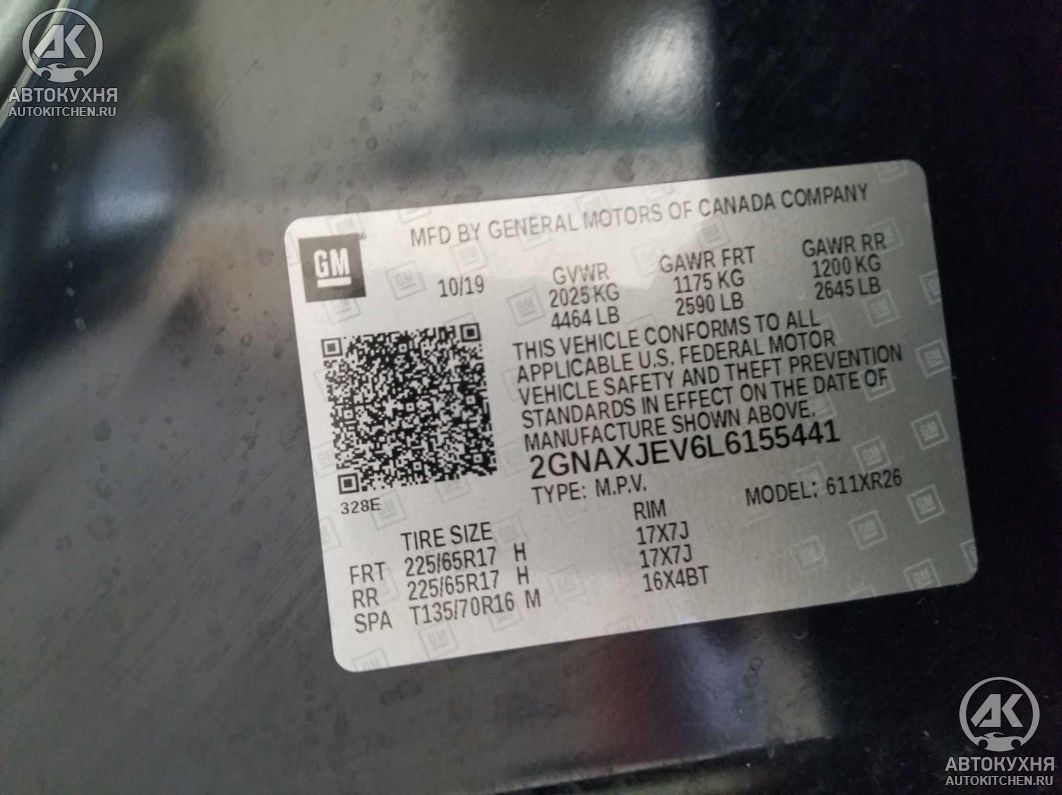 АВТОКУХНЯ
AUTOKITCHEN.RU
GM
MFD BY GENERAL MOTORS OF CANADA COMPANY
10/19
GVWR
2025 KG
4464 LB
GAWR FRT
1175 KG
2590 LB
GAWR RR
1200 KG
2645 LB
THIS VEHICLE CONFORMS TO ALL
APPLICABLE U.S. FEDERAL MOTOR
VEHICLE SAFETY AND THEFT PREVENTION
STANDARDS IN EFFECT ON THE DATE OF
MANUFACTURE SHOWN ABOVE.
2GNAXJEV6L6155441
TYPE: M.P.V. MODEL: 611XR26
328E
TIRE SIZE RIM
FRT 225/65R17 H 17X7J
RR 225/65R17 H 17X7J
SPA T135/70R16 M 16X4BT
АВТОКУХНЯ
AUTOKITCHEN.RU